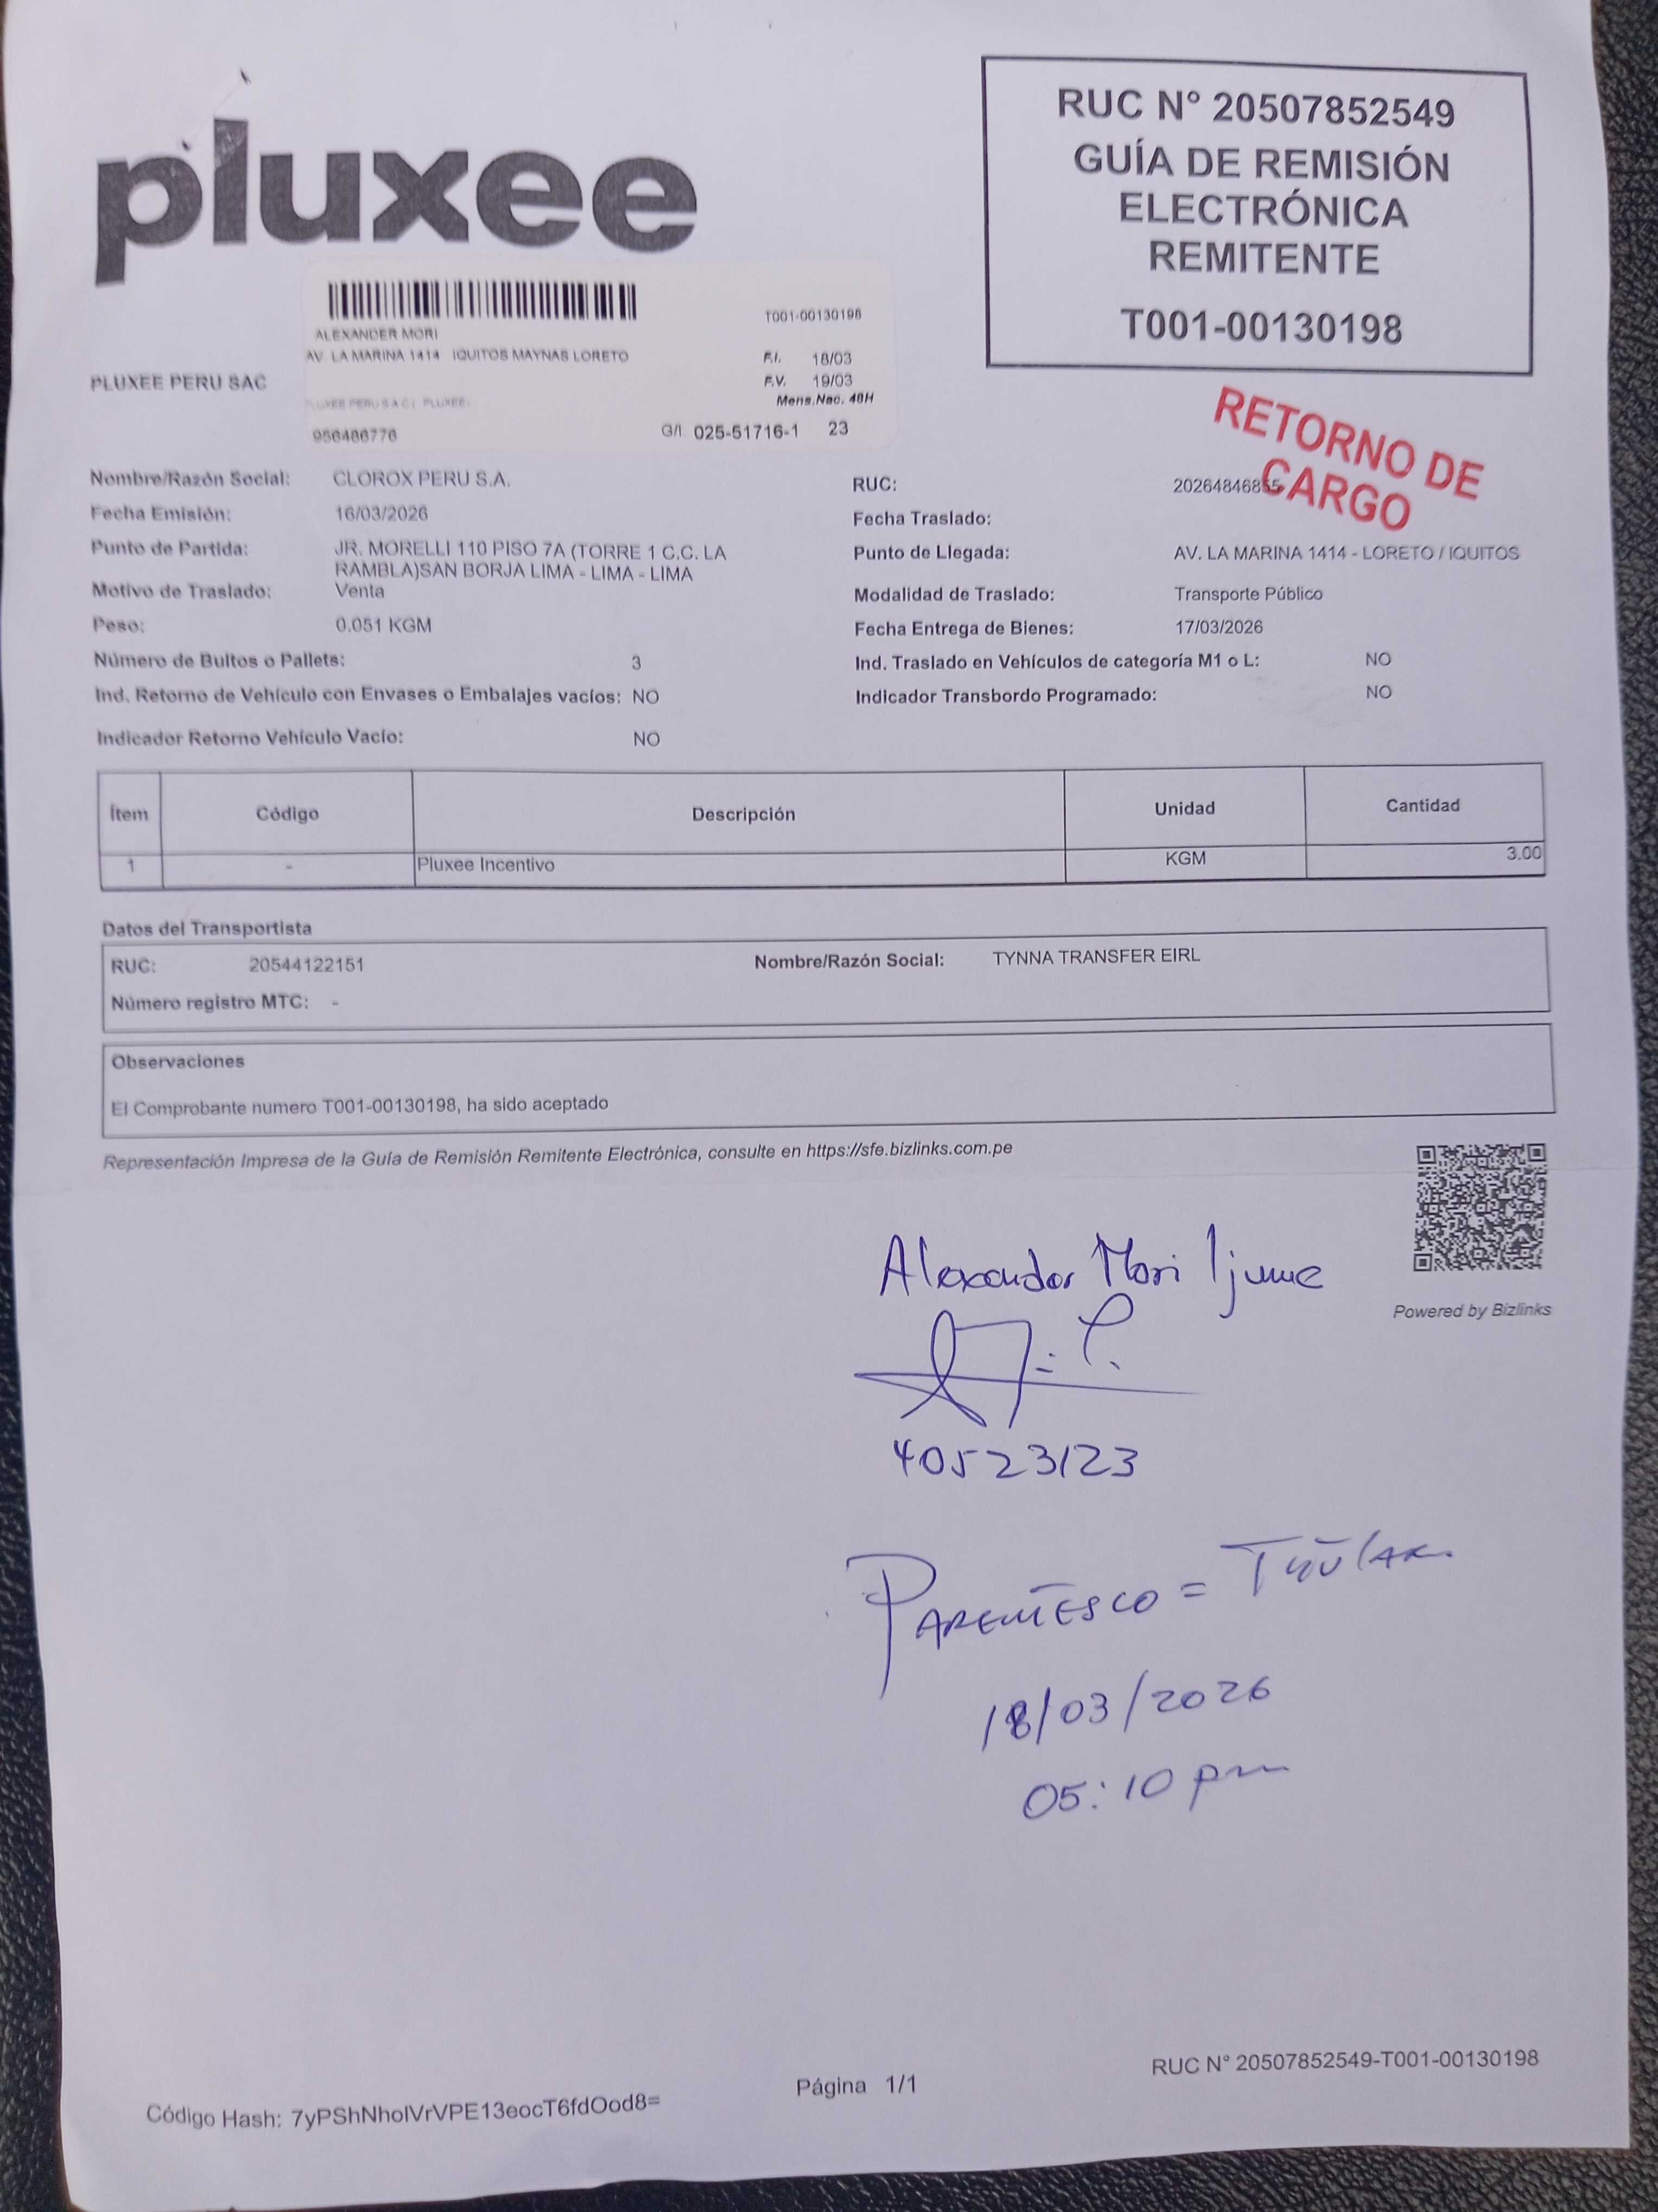 pluxee
RUC N° 20507852549
GUÍA DE REMISIÓN
ELECTRÓNICA
REMITENTE
T001-00130198
T001-00130198
ALEXANDER MORI
AV. LA MARINA 1414 IQUITOS MAYNAS LORETO
F.I. 18/03
F.V. 19/03
Mens.Nac. 48H
PLUXEE PERU SAC
PLUXEE PERU S A C | PLUXEE.
956486776
G/I 025-51716-1 23
RETORNO DE
CARGO
Nombre/Razón Social: CLOROX PERU S.A. RUC: 20264846855
Fecha Emisión: 16/03/2026 Fecha Traslado:
Punto de Partida: JR. MORELLI 110 PISO 7A (TORRE 1 C.C. LA Punto de Llegada: AV. LA MARINA 1414 - LORETO / IQUITOS
RAMBLA)SAN BORJA LIMA - LIMA - LIMA
Motivo de Traslado: Venta Modalidad de Traslado: Transporte Público
Peso: 0.051 KGM Fecha Entrega de Bienes: 17/03/2026
Número de Bultos o Pallets: 3 Ind. Traslado en Vehículos de categoría M1 o L: NO
Ind. Retorno de Vehículo con Envases o Embalajes vacíos: NO Indicador Transbordo Programado: NO
Indicador Retorno Vehículo Vacío: NO
Ítem Código Descripción Unidad Cantidad
1 - Pluxee Incentivo KGM 3.00
Datos del Transportista
RUC: 20544122151 Nombre/Razón Social: TYNNA TRANSFER EIRL
Número registro MTC: -
Observaciones
El Comprobante numero T001-00130198, ha sido aceptado
Representación Impresa de la Guía de Remisión Remitente Electrónica, consulte en https://sfe.bizlinks.com.pe
Powered by Bizlinks
Alexander Mori Ijuma
40523123
PARENTESCO = TITULAR
18/03/2026
05:10 pm
RUC N° 20507852549-T001-00130198
Página 1/1
Código Hash: 7yPShNholVrVPE13eocT6fdOod8=